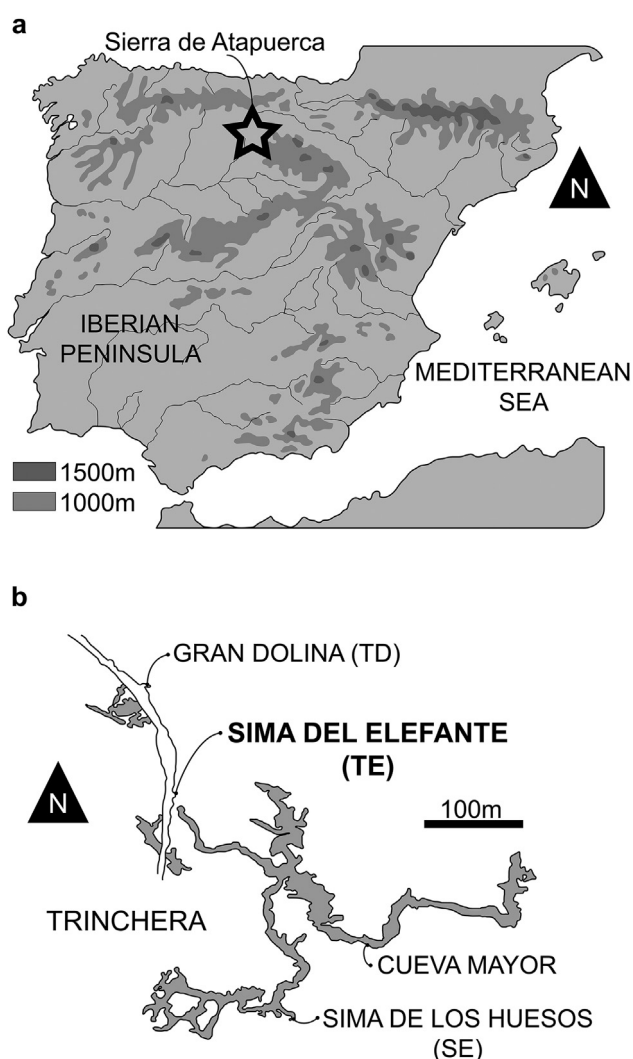 a
Sierra de Atapuerca
N
IBERIAN
PENINSULA
MEDITERRANEAN
SEA
1500m
1000m
b
GRAN DOLINA (TD)
SIMA DEL ELEFANTE
(TE)
N
100m
TRINCHERA
CUEVA MAYOR
SIMA DE LOS HUESOS
(SE)